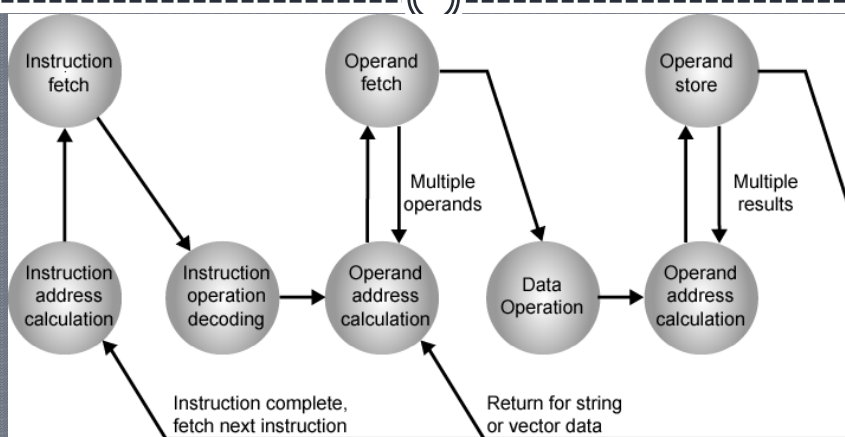 Instruction
fetch
Operand
fetch
Operand
store
Multiple
operands
Multiple
results
Instruction
address
calculation
Instruction
operation
decoding
Operand
address
calculation
Data
Operation
Operand
address
calculation
Instruction complete,
fetch next instruction
Return for string
or vector data